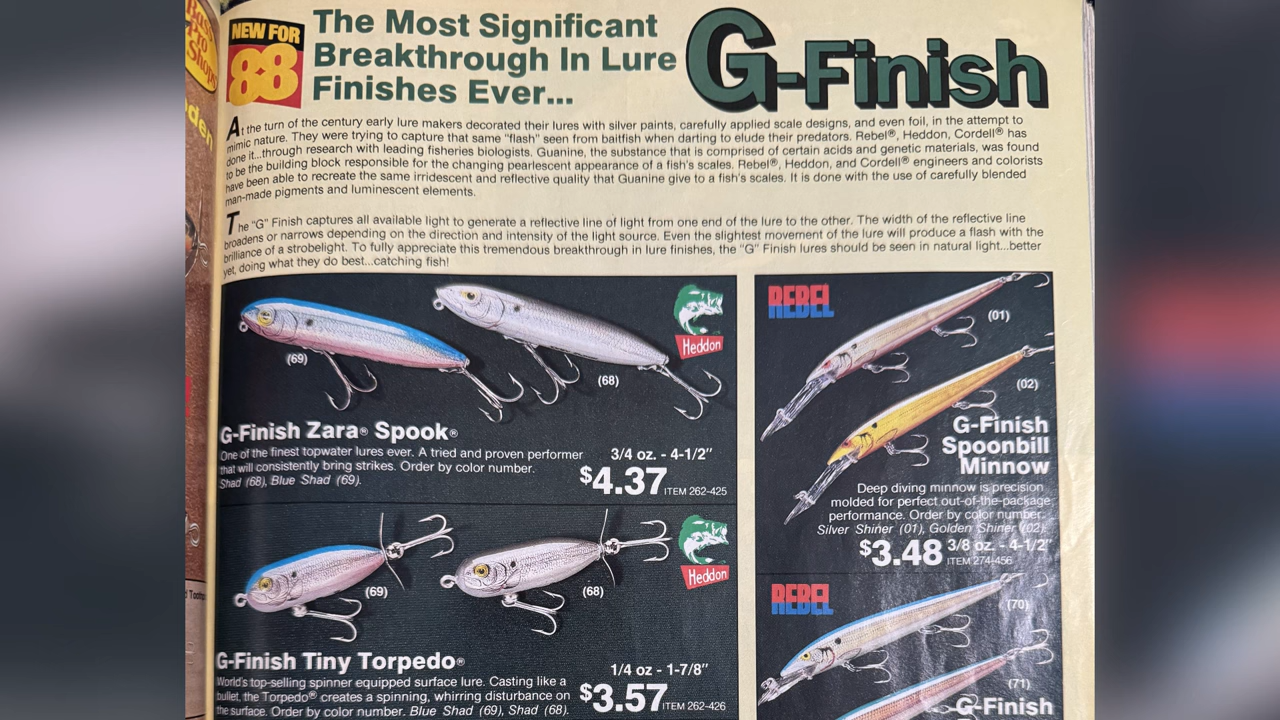 Bass
Pro
Shops
NEW FOR
88
The Most Significant
Breakthrough In Lure
Finishes Ever...
G-Finish
At the turn of the century early lure makers decorated their lures with silver paints, carefully applied scale designs, and even foil, in the attempt to
mimic nature. They were trying to capture that same "flash" seen from baitfish when darting to elude their predators. Rebel®, Heddon, Cordell® has
done it...through research with leading fisheries biologists. Guanine, the substance that is comprised of certain acids and genetic materials, was found
to be the building block responsible for the changing pearlescent appearance of a fish's scales. Rebel®, Heddon, and Cordell® engineers and colorists
have been able to recreate the same irridescent and reflective quality that Guanine give to a fish's scales. It is done with the use of carefully blended
man-made pigments and luminescent elements.
The "G" Finish captures all available light to generate a reflective line of light from one end of the lure to the other. The width of the reflective line
broadens or narrows depending on the direction and intensity of the light source. Even the slightest movement of the lure will produce a flash with the
brilliance of a strobelight. To fully appreciate this tremendous breakthrough in lure finishes, the "G" Finish lures should be seen in natural light...better
yet, doing what they do best...catching fish!
(69)
(68)
Heddon
G-Finish Zara® Spook®
One of the finest topwater lures ever. A tried and proven performer
that will consistently bring strikes. Order by color number.
Shad (68), Blue Shad (69).
3/4 oz. - 4-1/2"
$4.37 ITEM 262-425
(69)
(68)
Heddon
G-Finish Tiny Torpedo®
World's top-selling spinner equipped surface lure. Casting like a
bullet, the Torpedo® creates a spinning, whirring disturbance on
the surface. Order by color number. Blue Shad (69), Shad (68).
1/4 oz - 1-7/8"
$3.57 ITEM 262-426
REBEL
(01)
(02)
G-Finish
Spoonbill
Minnow
Deep diving minnow is precision
molded for perfect out-of-the-package
performance. Order by color number.
Silver Shiner (01), Golden Shiner (02).
$3.48 3/8 oz. - 4-1/2"
ITEM 274-456
REBEL
(70)
(71)
G-Finish